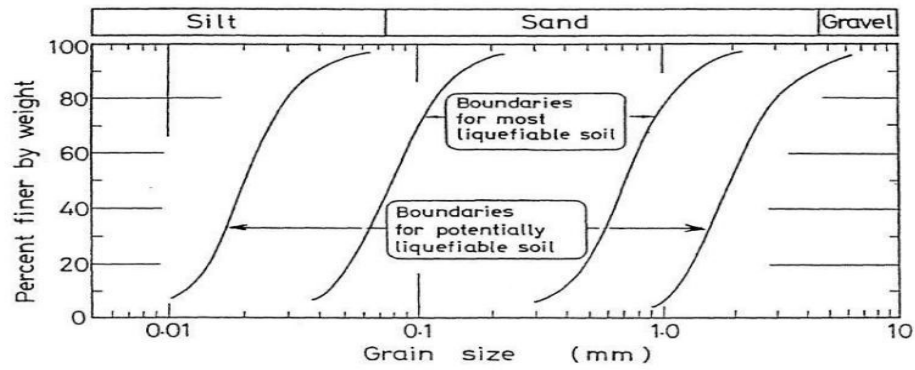 Silt Sand Gravel
100
80
60
40
20
0
Percent finer by weight
Boundaries
for most
liquefiable soil
Boundaries
for potentially
liquefiable soil
0·01 0·1 1·0 10
Grain size (mm)